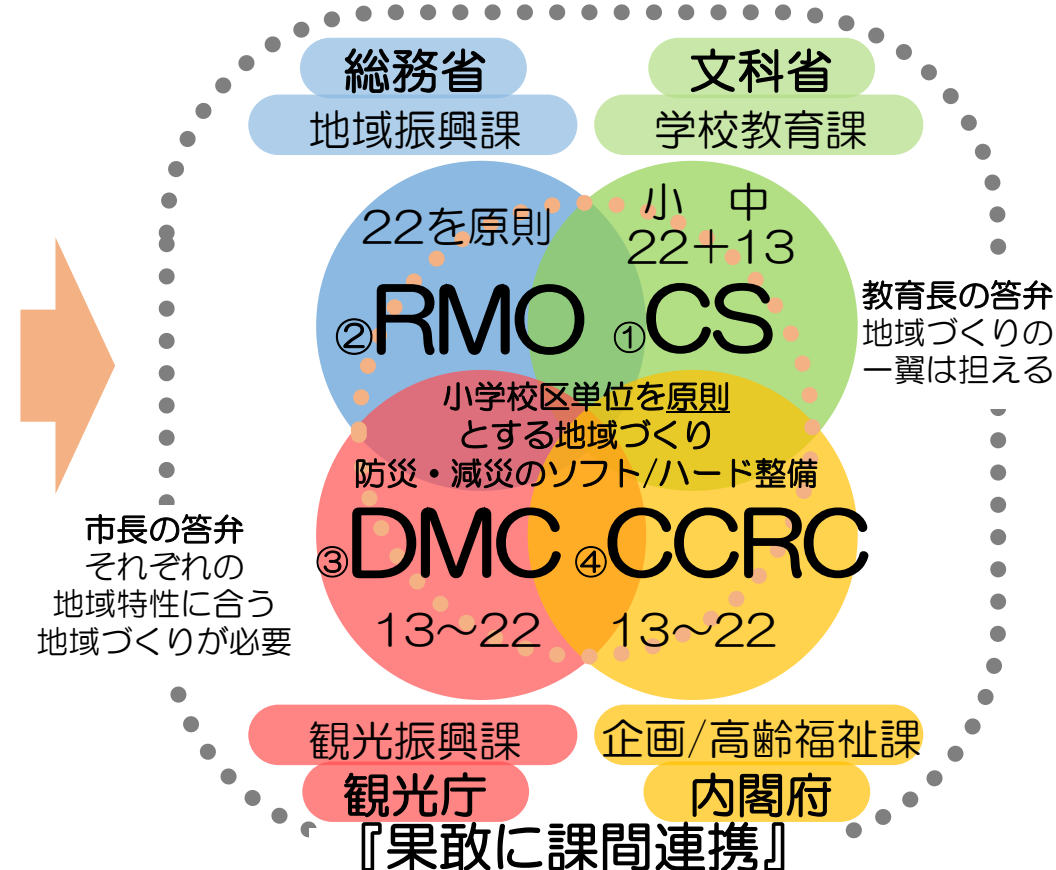 総務省
地域振興課
文科省
学校教育課
22を原則
②RMO
小 中
22+13
①CS
教育長の答弁
地域づくりの
一翼は担える
小学校区単位を原則
とする地域づくり
防災・減災のソフト/ハード整備
市長の答弁
それぞれの
地域特性に合う
地域づくりが必要
③DMC
13~22
④CCRC
13~22
観光振興課
観光庁
企画/高齢福祉課
内閣府
『果敢に課間連携』